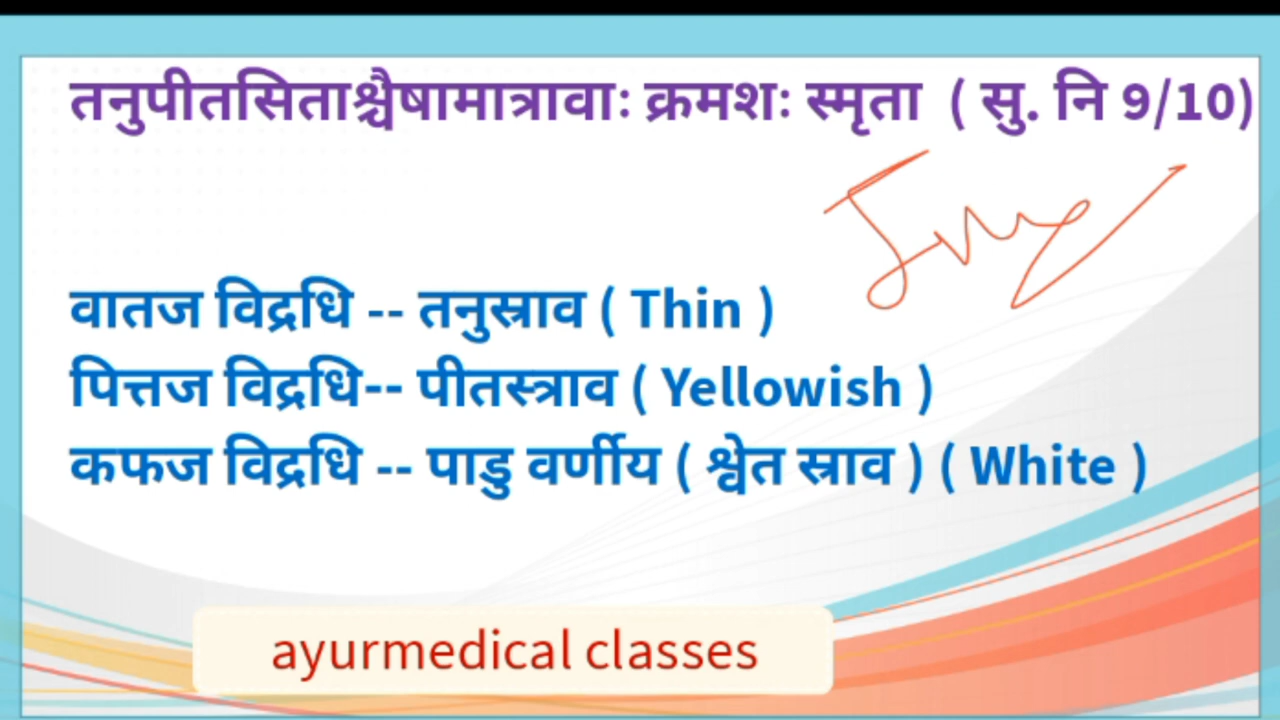 तनुपीतसिताश्चैषामात्रावाः क्रमशः स्मृता ( सु. नि 9/10)
Imp
वातज विद्रधि -- तनुस्राव ( Thin )
पित्तज विद्रधि-- पीतस्त्राव ( Yellowish )
कफज विद्रधि -- पाडु वर्णीय ( श्वेत स्राव ) ( White )
ayurmedical classes